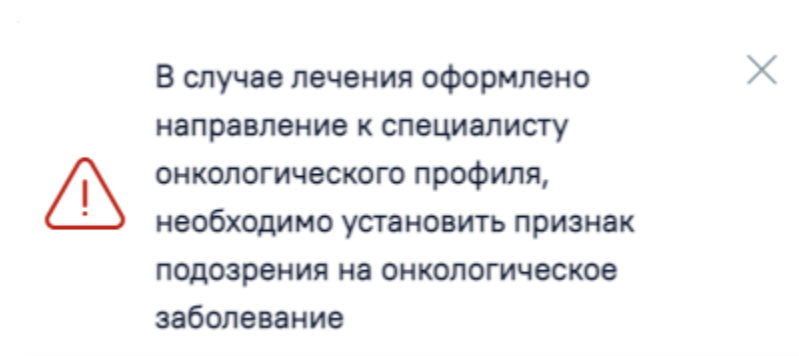 В случае лечения оформлено
направление к специалисту
онкологического профиля,
необходимо установить признак
подозрения на онкологическое
заболевание